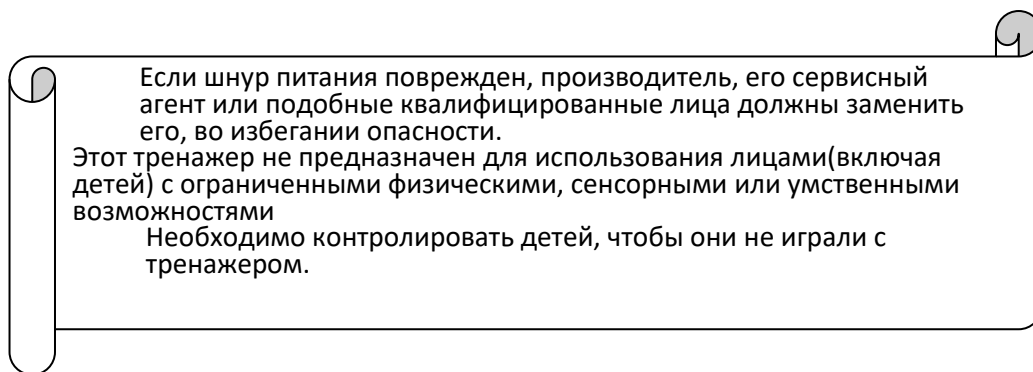 Если шнур питания поврежден, производитель, его сервисный
агент или подобные квалифицированные лица должны заменить
его, во избегании опасности.
Этот тренажер не предназначен для использования лицами(включая
детей) с ограниченными физическими, сенсорными или умственными
возможностями
Необходимо контролировать детей, чтобы они не играли с
тренажером.